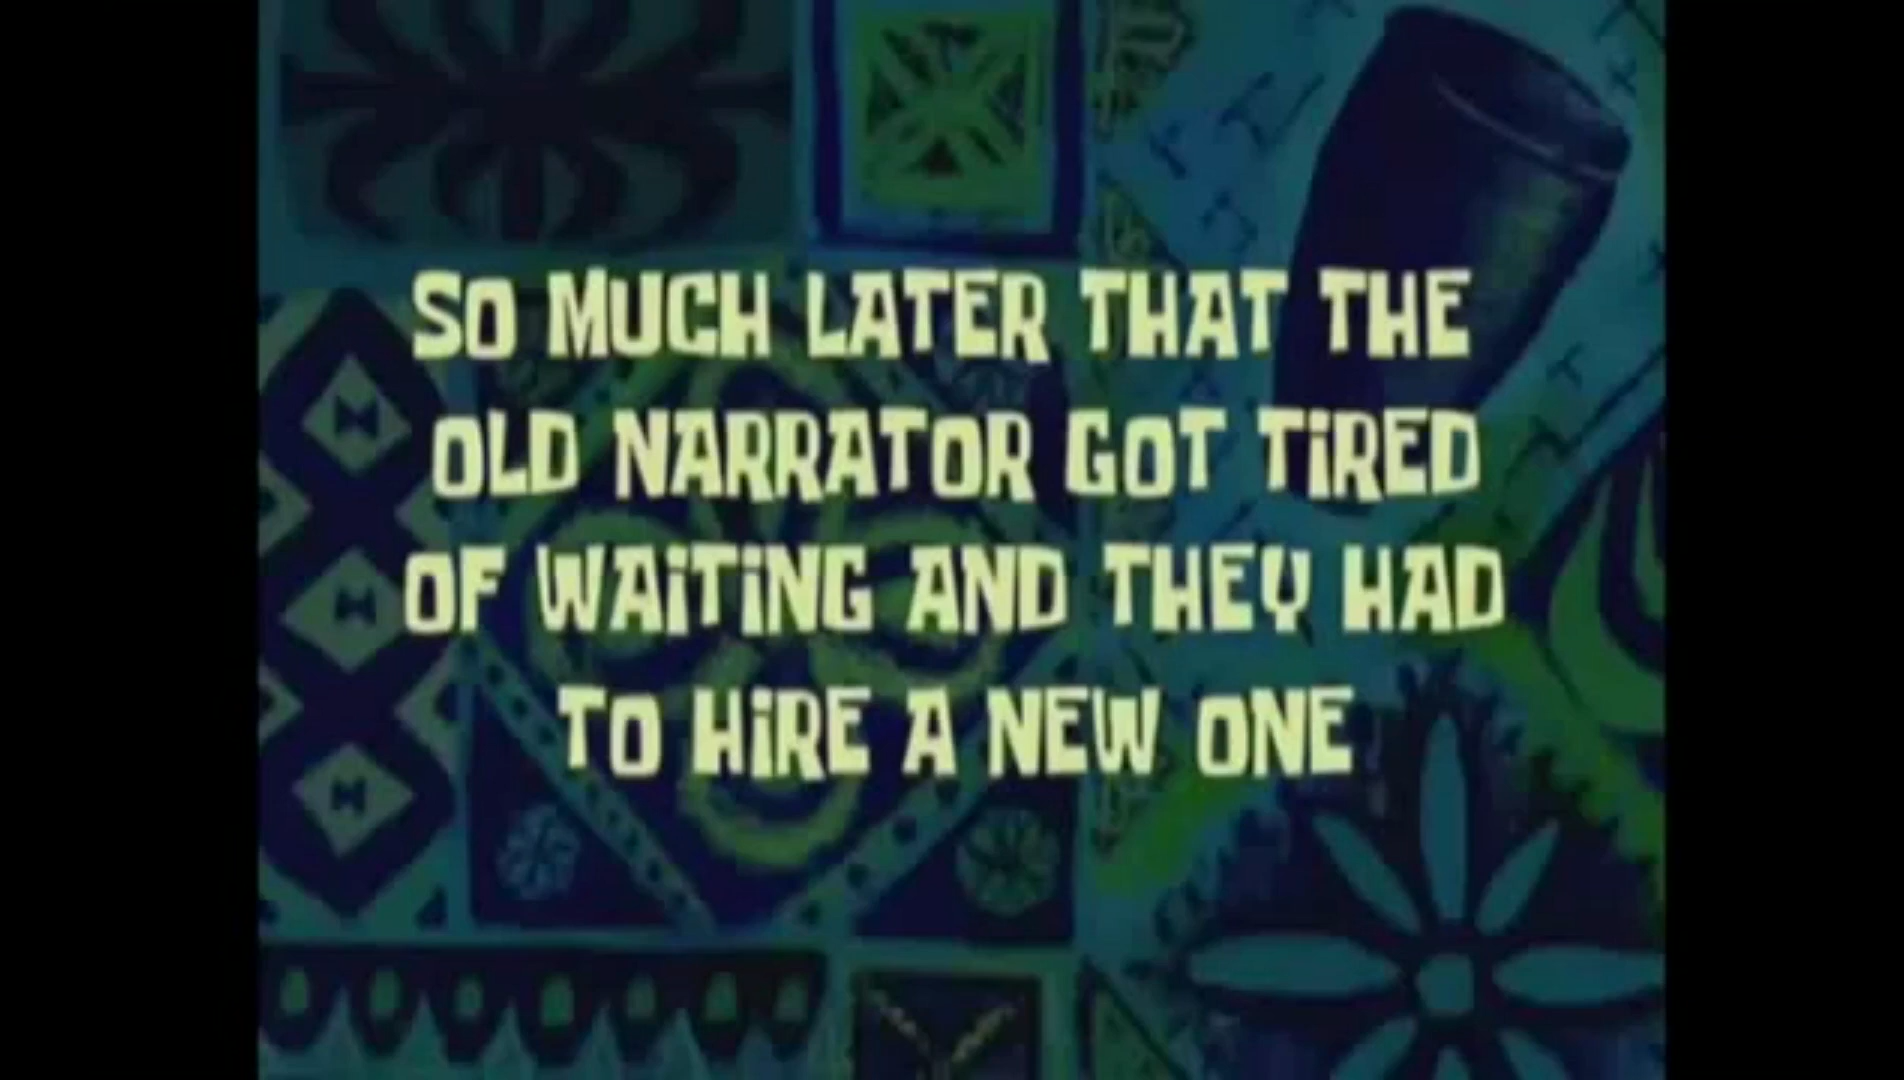 SO MUCH LATER THAT THE
OLD NARRATOR GOT TiRED
OF WAiTiNG AND THEY HAD
TO HiRE A NEW ONE